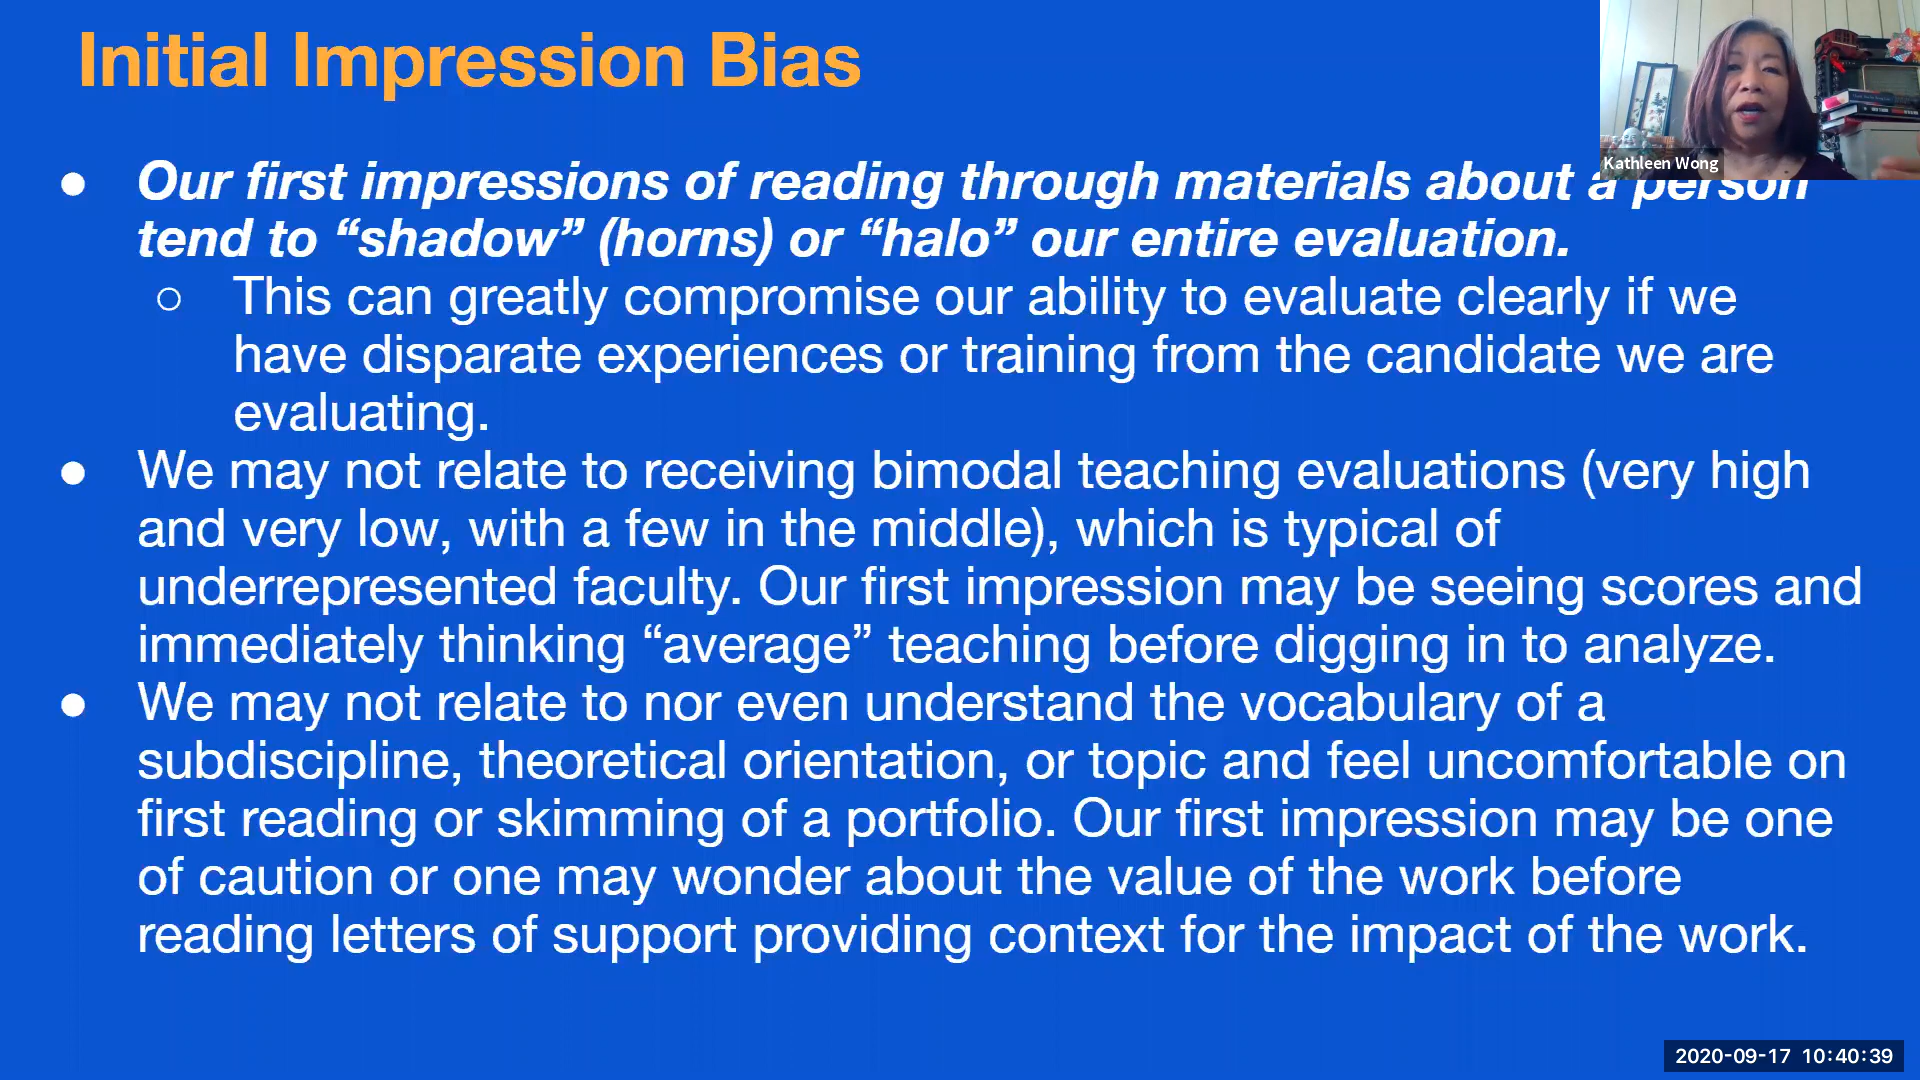 Initial Impression Bias
Kathleen Wong
● Our first impressions of reading through materials about a person
tend to “shadow” (horns) or “halo” our entire evaluation.
○ This can greatly compromise our ability to evaluate clearly if we
have disparate experiences or training from the candidate we are
evaluating.
● We may not relate to receiving bimodal teaching evaluations (very high
and very low, with a few in the middle), which is typical of
underrepresented faculty. Our first impression may be seeing scores and
immediately thinking “average” teaching before digging in to analyze.
● We may not relate to nor even understand the vocabulary of a
subdiscipline, theoretical orientation, or topic and feel uncomfortable on
first reading or skimming of a portfolio. Our first impression may be one
of caution or one may wonder about the value of the work before
reading letters of support providing context for the impact of the work.
2020-09-17 10:40:39